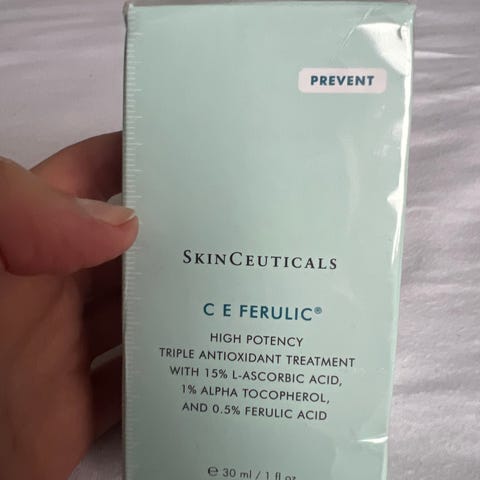 PREVENT
SKINCEUTICALS
C E FERULIC®
HIGH POTENCY
TRIPLE ANTIOXIDANT TREATMENT
WITH 15% L-ASCORBIC ACID,
1% ALPHA TOCOPHEROL,
AND 0.5% FERULIC ACID
℮ 30 ml / 1 fl oz